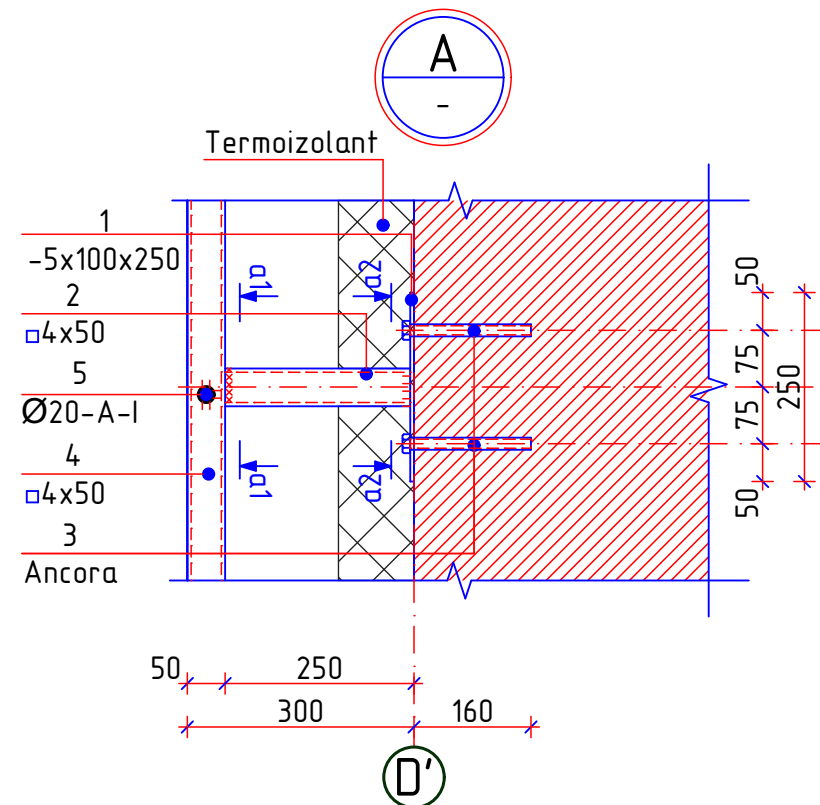 A
-
Termoizolant
1
-5x100x250
2
□4x50
5
Ø20-A-I
4
□4x50
3
Ancora
a1
a2
a1
a2
50
75
75
50
250
50
250
300
160
D'